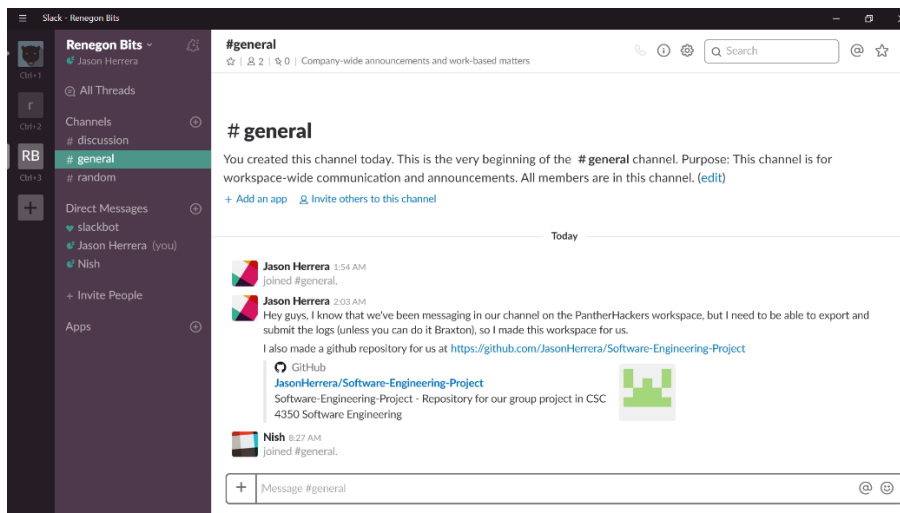 Slack - Renegon Bits
Renegon Bits
Jason Herrera
All Threads
Channels
# discussion
# general
# random
Direct Messages
slackbot
Jason Herrera (you)
Nish
+ Invite People
Apps
Ctrl+1
r
Ctrl+2
RB
Ctrl+3
#general
2 | 0 | Company-wide announcements and work-based matters
Search
# general
You created this channel today. This is the very beginning of the # general channel. Purpose: This channel is for
workspace-wide communication and announcements. All members are in this channel. (edit)
+ Add an app Invite others to this channel
Today
Jason Herrera 1:54 AM
joined #general.
Jason Herrera 2:03 AM
Hey guys, I know that we've been messaging in our channel on the PantherHackers workspace, but I need to be able to export and
submit the logs (unless you can do it Braxton), so I made this workspace for us.
I also made a github repository for us at https://github.com/JasonHerrera/Software-Engineering-Project
GitHub
JasonHerrera/Software-Engineering-Project
Software-Engineering-Project - Repository for our group project in CSC
4350 Software Engineering
Nish 8:27 AM
joined #general.
+ Message #general